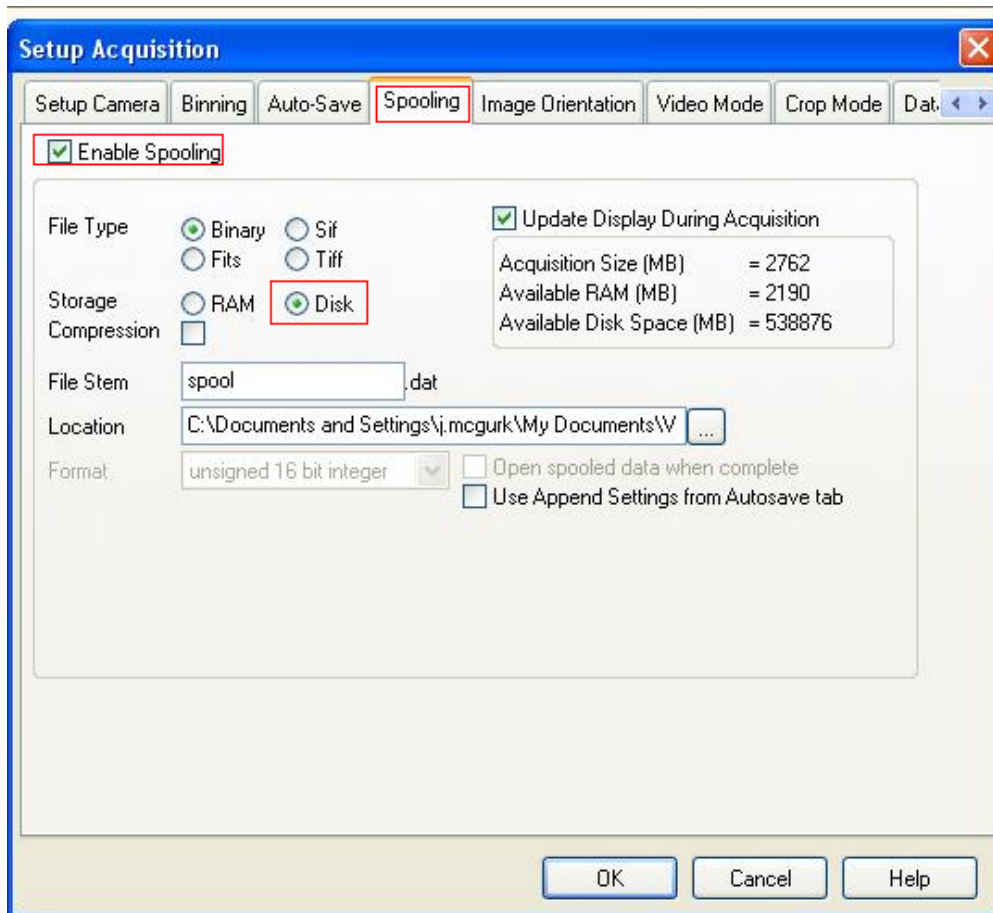 Setup Acquisition
Setup Camera Binning Auto-Save Spooling Image Orientation Video Mode Crop Mode Dat
Enable Spooling
File Type Binary Sif
Fits Tiff
Update Display During Acquisition
Acquisition Size (MB) = 2762
Available RAM (MB) = 2190
Available Disk Space (MB) = 538876
Storage RAM Disk
Compression
File Stem spool .dat
Location C:\Documents and Settings\j.mcgurk\My Documents\V ...
Format unsigned 16 bit integer Open spooled data when complete
Use Append Settings from Autosave tab
OK Cancel Help